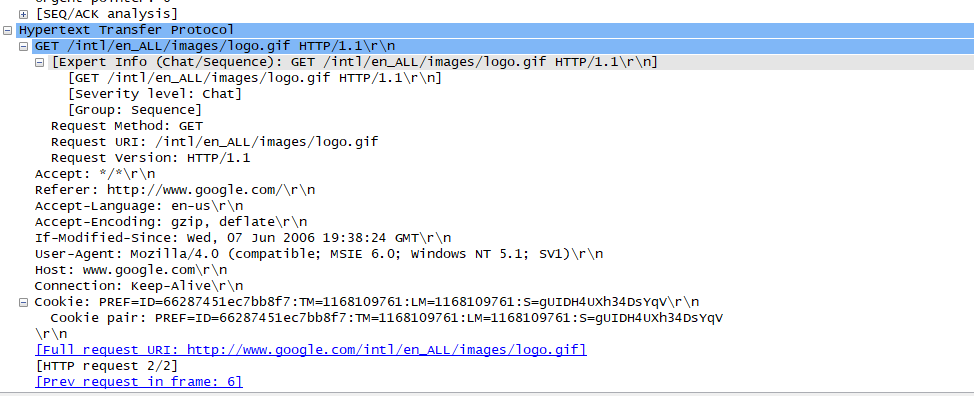 [SEQ/ACK analysis]
Hypertext Transfer Protocol
GET /intl/en_ALL/images/logo.gif HTTP/1.1\r\n
[Expert Info (Chat/Sequence): GET /intl/en_ALL/images/logo.gif HTTP/1.1\r\n]
[GET /intl/en_ALL/images/logo.gif HTTP/1.1\r\n]
[Severity level: Chat]
[Group: Sequence]
Request Method: GET
Request URI: /intl/en_ALL/images/logo.gif
Request Version: HTTP/1.1
Accept: */*\r\n
Referer: http://www.google.com/\r\n
Accept-Language: en-us\r\n
Accept-Encoding: gzip, deflate\r\n
If-Modified-Since: Wed, 07 Jun 2006 19:38:24 GMT\r\n
User-Agent: Mozilla/4.0 (compatible; MSIE 6.0; Windows NT 5.1; SV1)\r\n
Host: www.google.com\r\n
Connection: Keep-Alive\r\n
Cookie: PREF=ID=66287451ec7bb8f7:TM=1168109761:LM=1168109761:S=gUIDH4UXh34DsYqV\r\n
Cookie pair: PREF=ID=66287451ec7bb8f7:TM=1168109761:LM=1168109761:S=gUIDH4UXh34DsYqV
\r\n
[Full request URI: http://www.google.com/intl/en_ALL/images/logo.gif]
[HTTP request 2/2]
[Prev request in frame: 6]